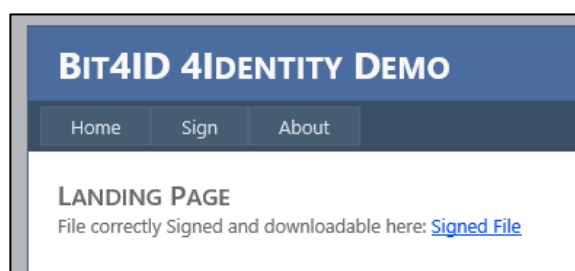 Bit4ID 4Identity Demo
Home Sign About
Landing Page
File correctly Signed and downloadable here: Signed File